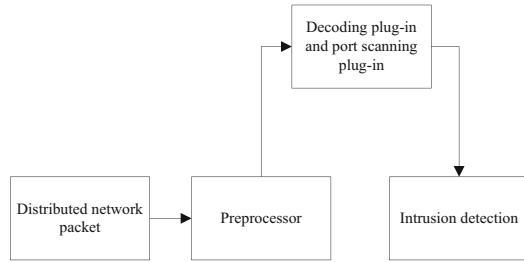 Decoding plug-in
and port scanning
plug-in
Distributed network
packet
Preprocessor
Intrusion detection